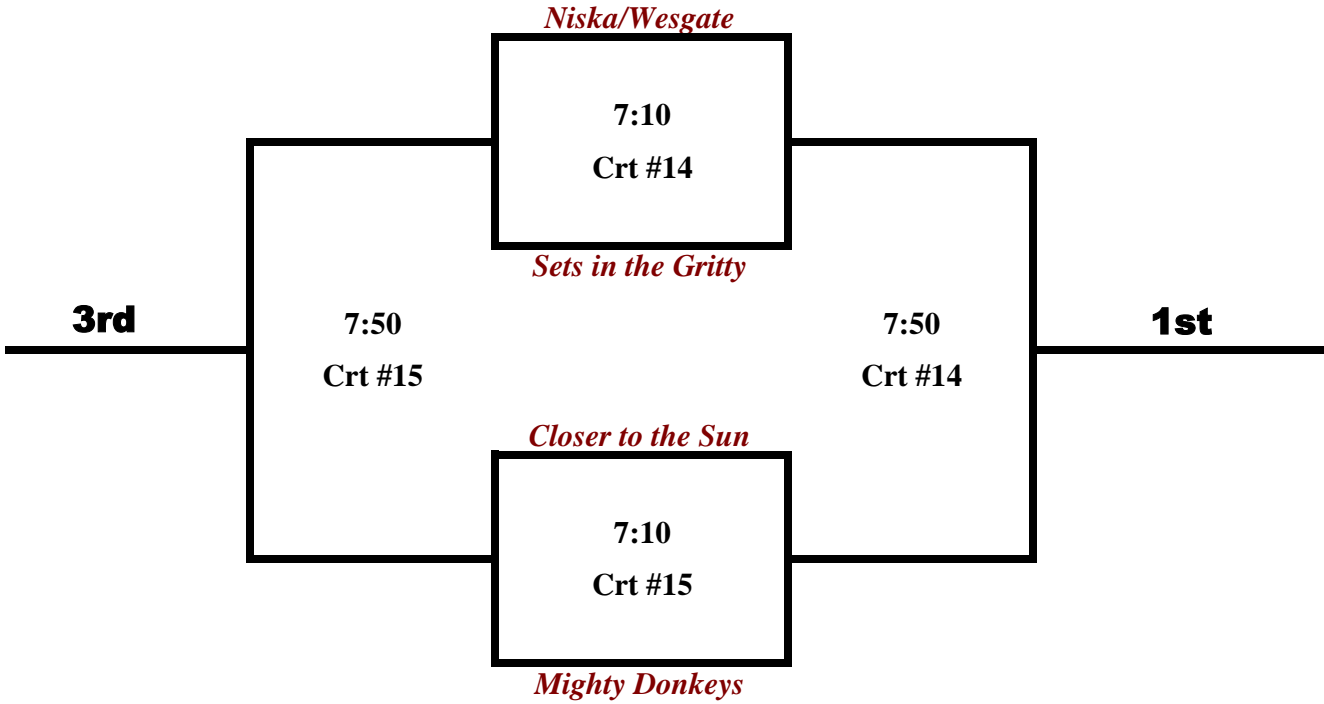 Niska/Wesgate
7:10
Crt #14
Sets in the Gritty
3rd
7:50
Crt #15
7:50
Crt #14
1st
Closer to the Sun
7:10
Crt #15
Mighty Donkeys